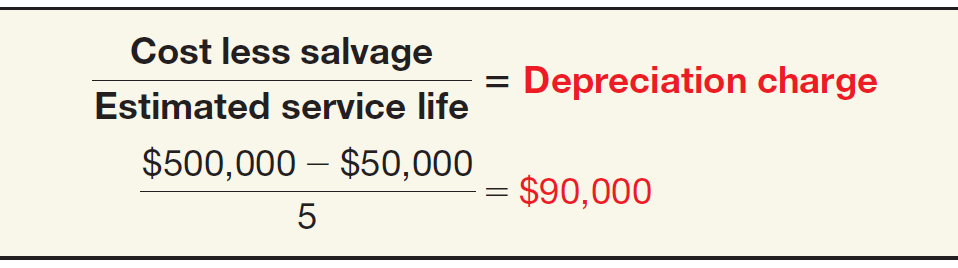 Cost less salvage
Estimated service life
= Depreciation charge
$500,000 – $50,000
5
= $90,000